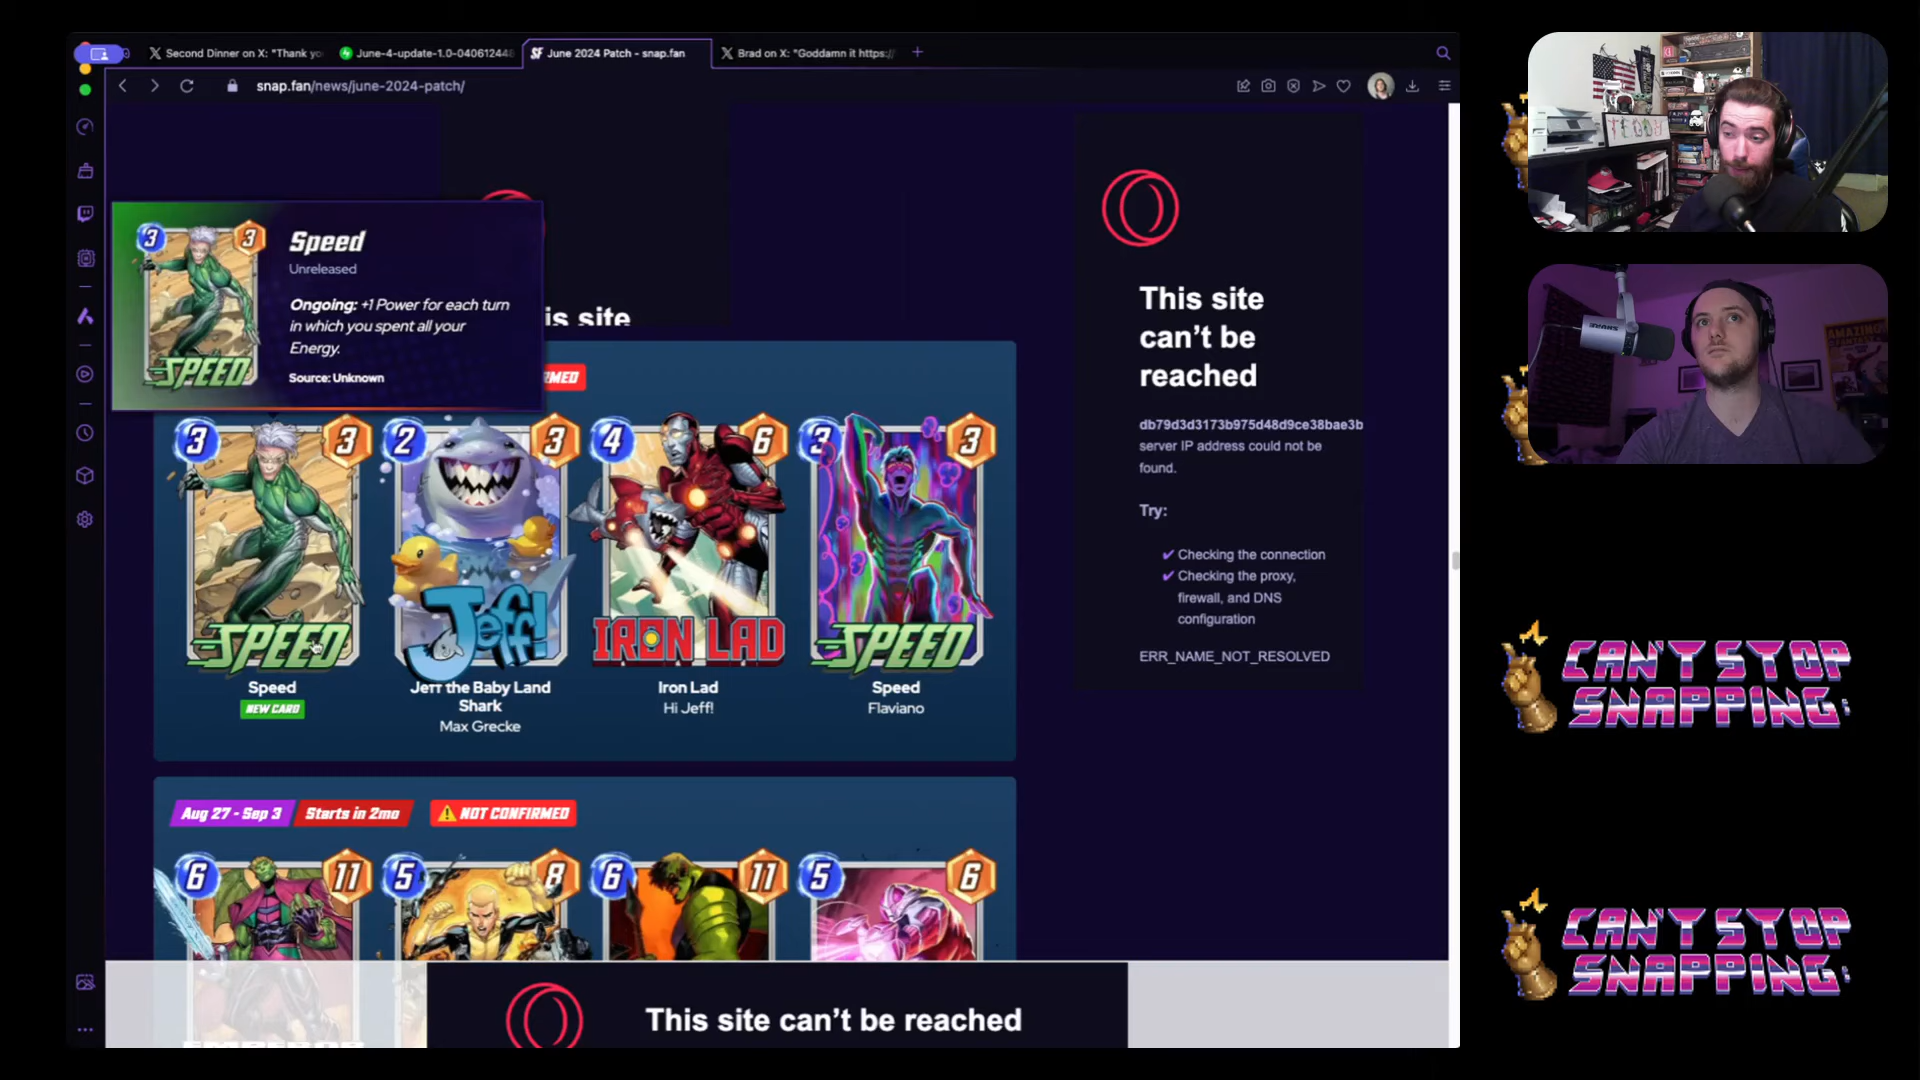 Second Dinner on X: "Thank yo
June-4-update-1.0-040612448
June 2024 Patch - snap.fan
Brad on X: "Goddamn it https:/
snap.fan/news/june-2024-patch/
3
3
Speed
Unreleased
Ongoing: +1 Power for each turn
in which you spent all your
Energy.
Source: Unknown
SPEED
is site
RMED
This site
can't be
reached
db79d3d3173b975d48d9ce38bae3b
server IP address could not be
found.
Try:
Checking the connection
Checking the proxy,
firewall, and DNS
configuration
ERR_NAME_NOT_RESOLVED
3
3
2
3
4
6
3
3
SPEED
Jeff!
IRON LAD
SPEED
Speed
NEW CARD
Jeff the Baby Land
Shark
Max Grecke
Iron Lad
Hi Jeff!
Speed
Flaviano
Aug 27 - Sep 3
Starts in 2mo
NOT CONFIRMED
6
11
5
8
6
11
5
6
This site can't be reached
CAN'T STOP
SNAPPING:
CAN'T STOP
SNAPPING: